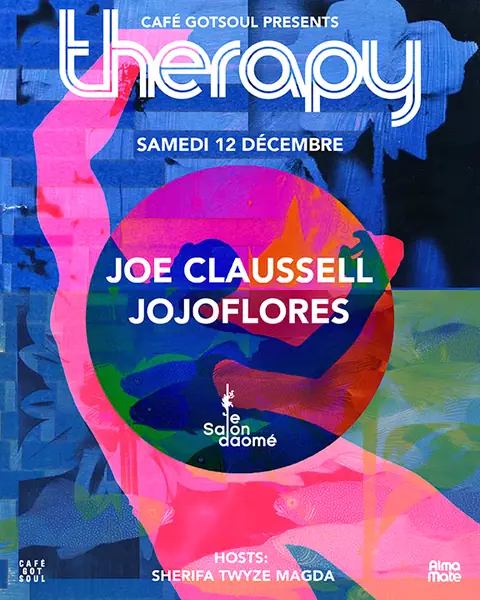 CAFÉ GOTSOUL PRESENTS
therapy
SAMEDI 12 DÉCEMBRE
JOE CLAUSSELL
JOJOFLORES
le
Salon
daomé
HOSTS:
SHERIFA TWYZE MAGDA
CAFÉ
GOT
SOUL
Alma
Mate